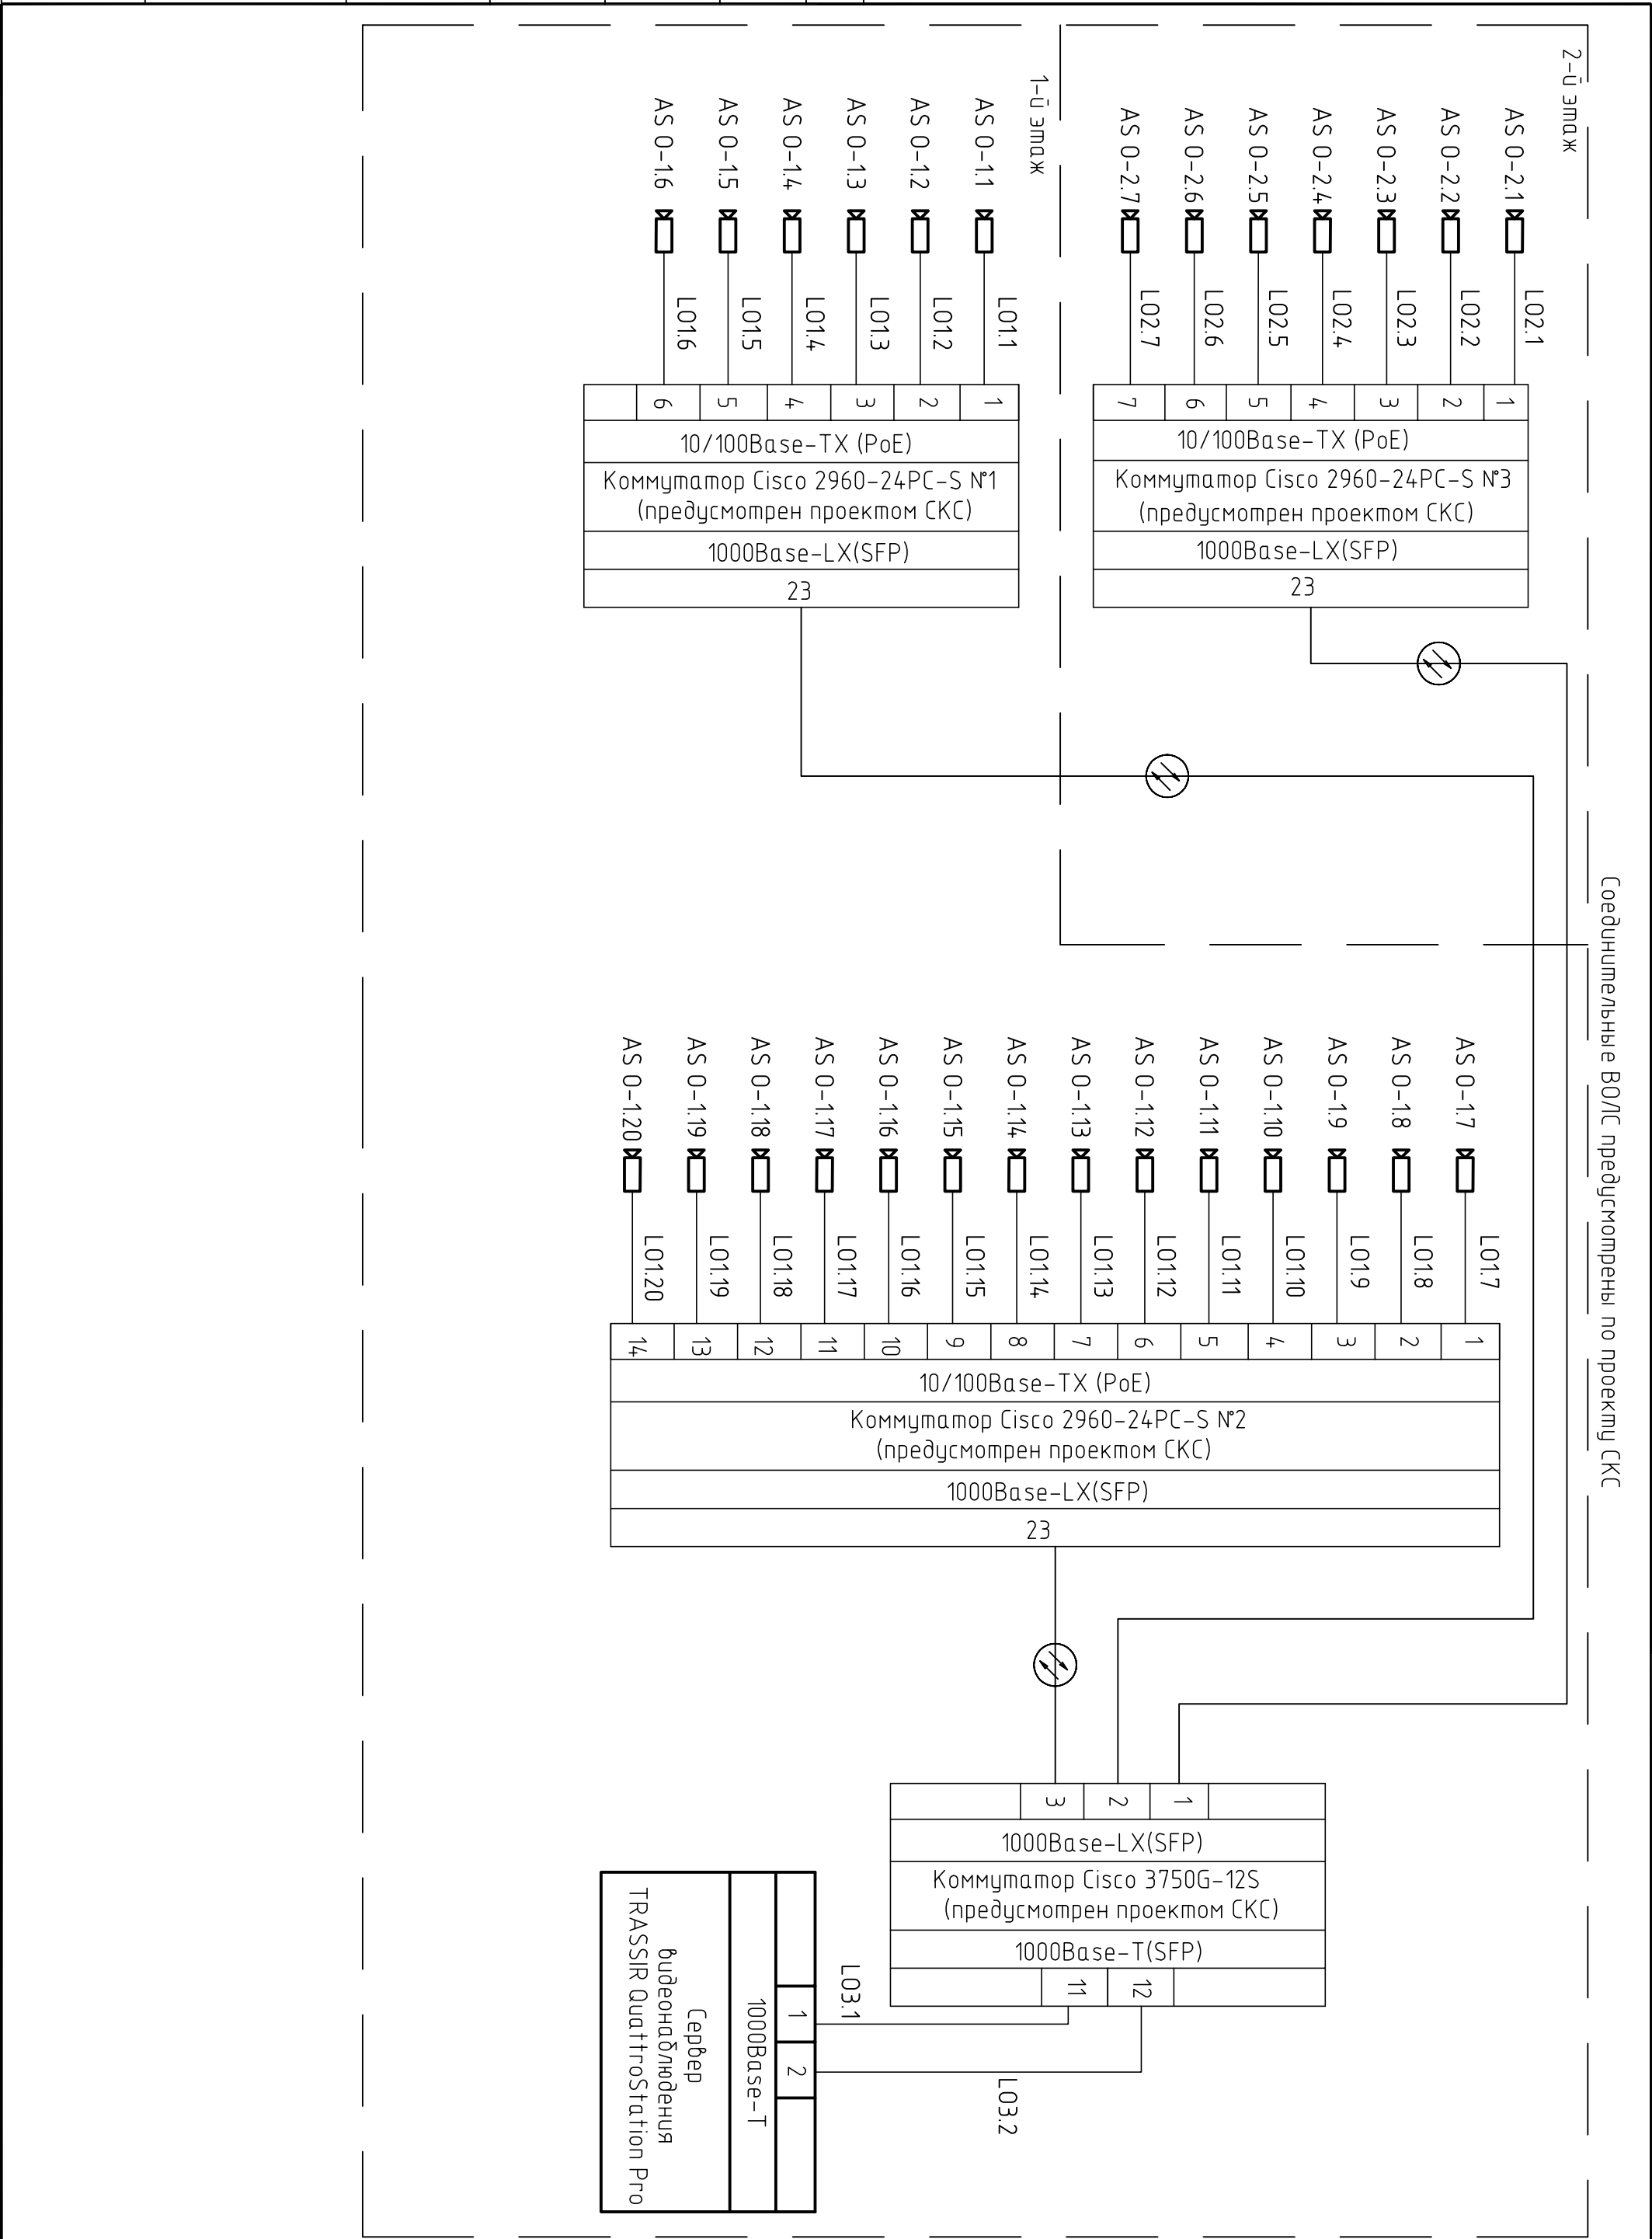 2-й этаж
AS 0-2.1
AS 0-2.2
AS 0-2.3
AS 0-2.4
AS 0-2.5
AS 0-2.6
AS 0-2.7
L02.1
L02.2
L02.3
L02.4
L02.5
L02.6
L02.7
1
2
3
4
5
6
7
10/100Base-TX (PoE)
Коммутатор Cisco 2960-24PC-S №3
(предусмотрен проектом СКС)
1000Base-LX(SFP)
23
1-й этаж
AS 0-1.1
AS 0-1.2
AS 0-1.3
AS 0-1.4
AS 0-1.5
AS 0-1.6
L01.1
L01.2
L01.3
L01.4
L01.5
L01.6
1
2
3
4
5
6
10/100Base-TX (PoE)
Коммутатор Cisco 2960-24PC-S №1
(предусмотрен проектом СКС)
1000Base-LX(SFP)
23
Соединительные ВОЛС предусмотрены по проекту СКС
AS 0-1.7
AS 0-1.8
AS 0-1.9
AS 0-1.10
AS 0-1.11
AS 0-1.12
AS 0-1.13
AS 0-1.14
AS 0-1.15
AS 0-1.16
AS 0-1.17
AS 0-1.18
AS 0-1.19
AS 0-1.20
L01.7
L01.8
L01.9
L01.10
L01.11
L01.12
L01.13
L01.14
L01.15
L01.16
L01.17
L01.18
L01.19
L01.20
1
2
3
4
5
6
7
8
9
10
11
12
13
14
10/100Base-TX (PoE)
Коммутатор Cisco 2960-24PC-S №2
(предусмотрен проектом СКС)
1000Base-LX(SFP)
23
1
2
3
1000Base-LX(SFP)
Коммутатор Cisco 3750G-12S
(предусмотрен проектом СКС)
1000Base-T(SFP)
12
11
L03.1
L03.2
1
2
1000Base-T
Сервер
видеонаблюдения
TRASSIR QuattroStation Pro